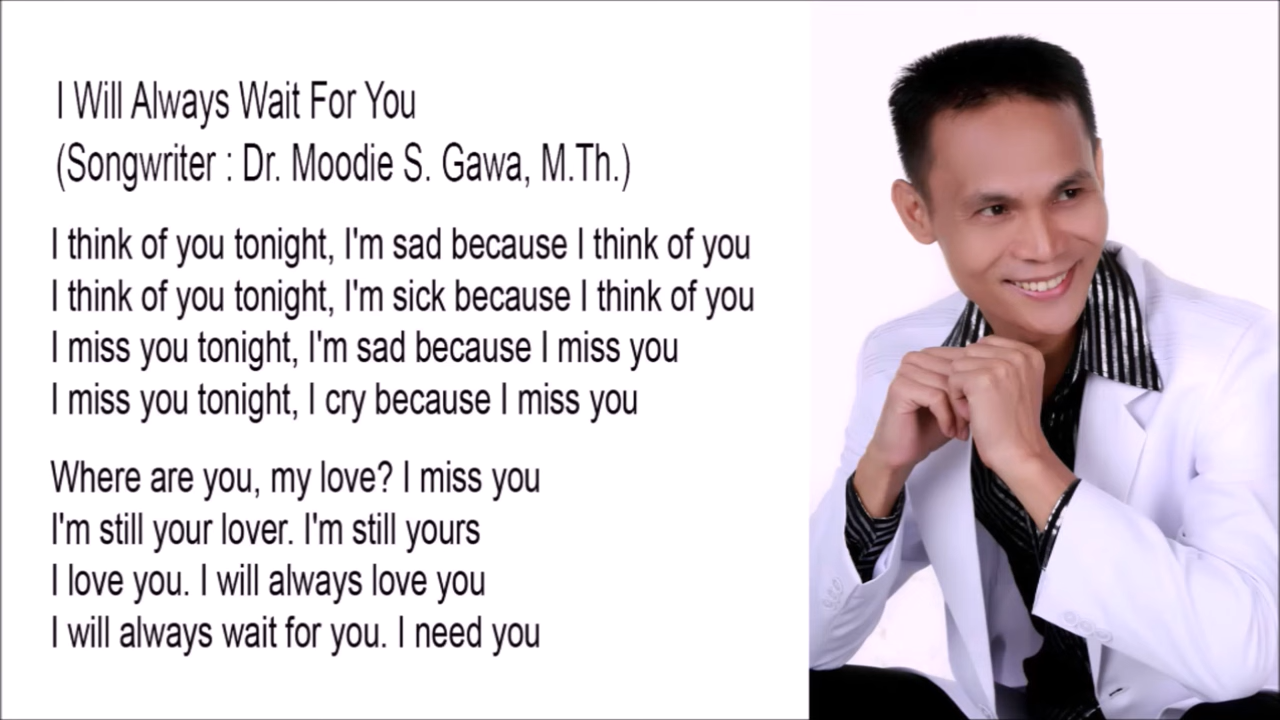 I Will Always Wait For You
(Songwriter : Dr. Moodie S. Gawa, M.Th.)
I think of you tonight, I'm sad because I think of you
I think of you tonight, I'm sick because I think of you
I miss you tonight, I'm sad because I miss you
I miss you tonight, I cry because I miss you
Where are you, my love? I miss you
I'm still your lover. I'm still yours
I love you. I will always love you
I will always wait for you. I need you